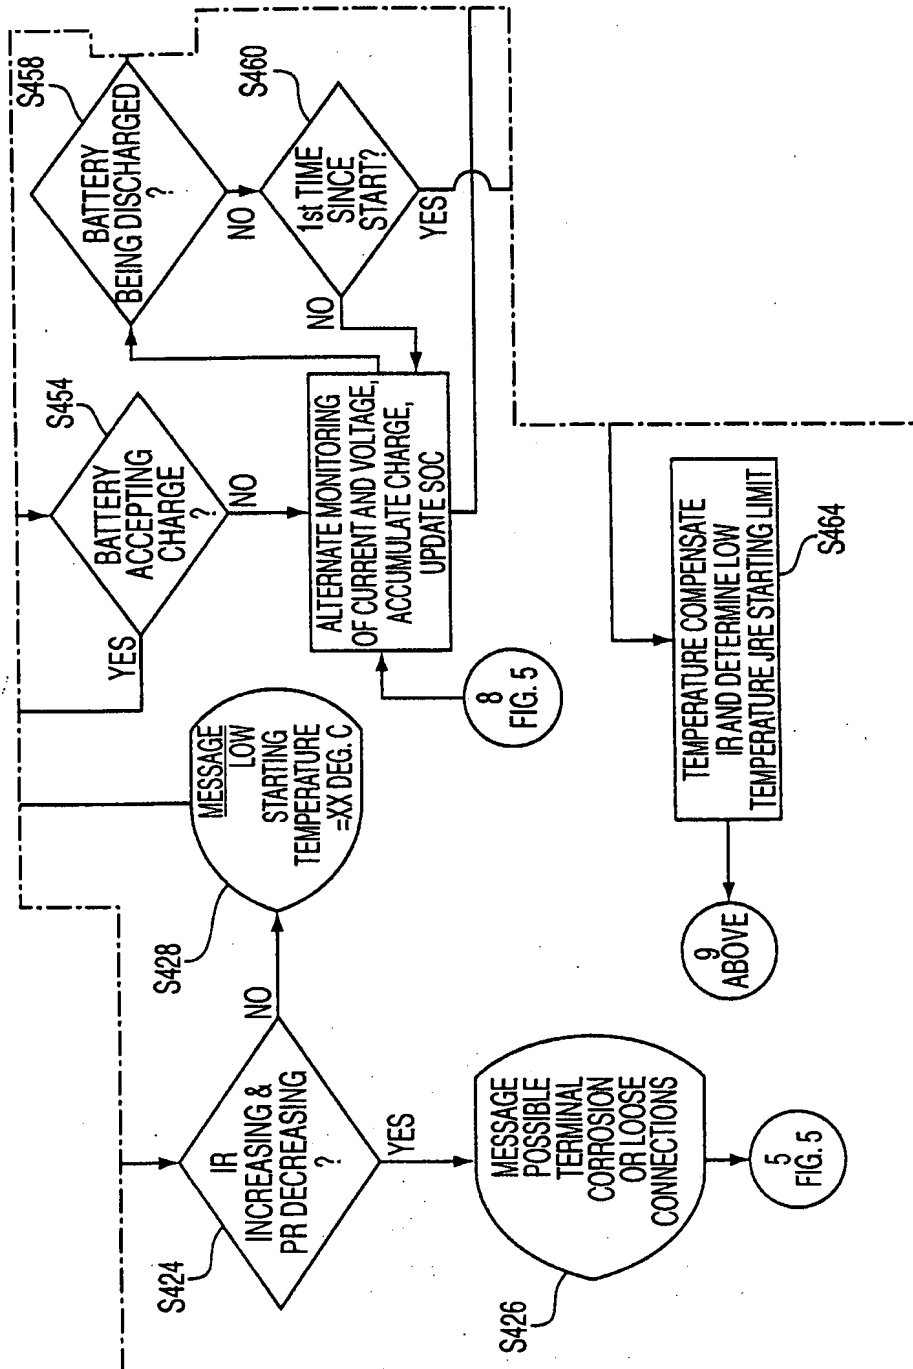 S424
IR
INCREASING &
PR DECREASING
?
NO
YES
S428
MESSAGE
LOW
STARTING
TEMPERATURE
=XX DEG. C
S426
MESSAGE
POSSIBLE
TERMINAL
CORROSION
OR LOOSE
CONNECTIONS
5
FIG. 5
S454
BATTERY
ACCEPTING
CHARGE
?
YES
NO
ALTERNATE MONITORING
OF CURRENT AND VOLTAGE,
ACCUMULATE CHARGE,
UPDATE SOC
8
FIG. 5
S458
BATTERY
BEING DISCHARGED
?
NO
S460
1st TIME
SINCE
START?
NO
YES
TEMPERATURE COMPENSATE
IR AND DETERMINE LOW
TEMPERATURE JRE STARTING LIMIT
S464
9
ABOVE